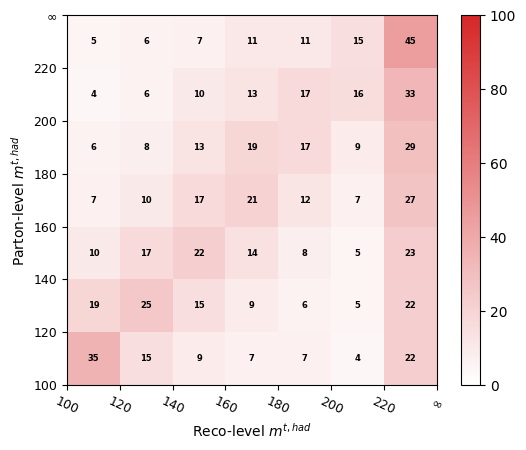 ∞
5 6 7 11 11 15 45
220
4 6 10 13 17 16 33
200
6 8 13 19 17 9 29
180
7 10 17 21 12 7 27
160
10 17 22 14 8 5 23
140
19 25 15 9 6 5 22
120
35 15 9 7 7 4 22
100
Parton-level m^{t,had}
100 120 140 160 180 200 220 ∞
Reco-level m^{t,had}
100
80
60
40
20
0